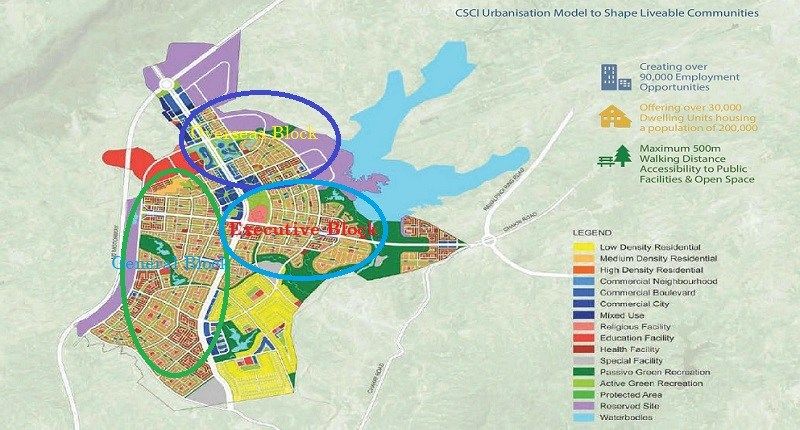 CSCI Urbanisation Model to Shape Liveable Communities
Creating over
90,000 Employment
Opportunities
Offering over 30,000
Dwelling Units housing
a population of 200,000
Maximum 500m
Walking Distance
Accessibility to Public
Facilities & Open Space
Overseas Block
Executive Block
General Block
CHAKRI ROAD
CHAKRI ROAD
LEGEND
Low Density Residential
Medium Density Residential
High Density Residential
Commercial Neighbourhood
Commercial Boulevard
Commercial City
Mixed Use
Religious Facility
Education Facility
Health Facility
Special Facility
Passive Green Recreation
Active Green Recreation
Protected Area
Reserved Site
Waterbodies